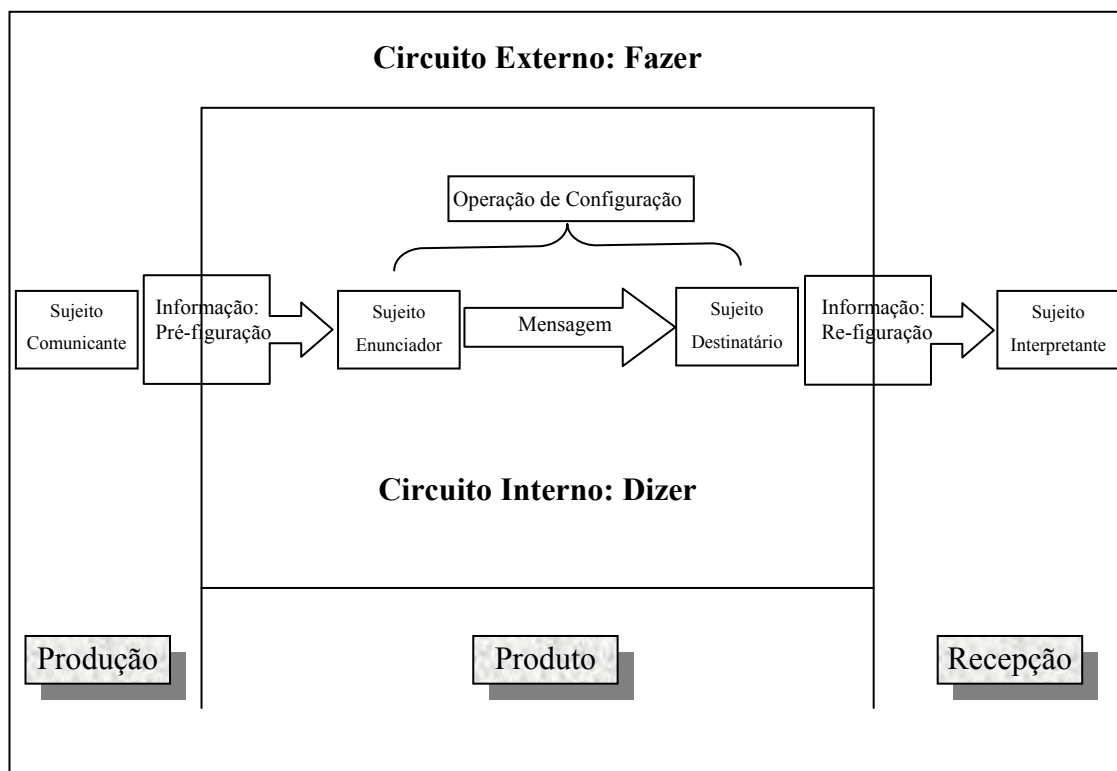 Circuito Externo: Fazer
Operação de Configuração
Sujeito
Comunicante
Informação:
Pré-figuração
Sujeito
Enunciador
Mensagem
Sujeito
Destinatário
Informação:
Re-figuração
Sujeito
Interpretante
Circuito Interno: Dizer
Produção
Produto
Recepção